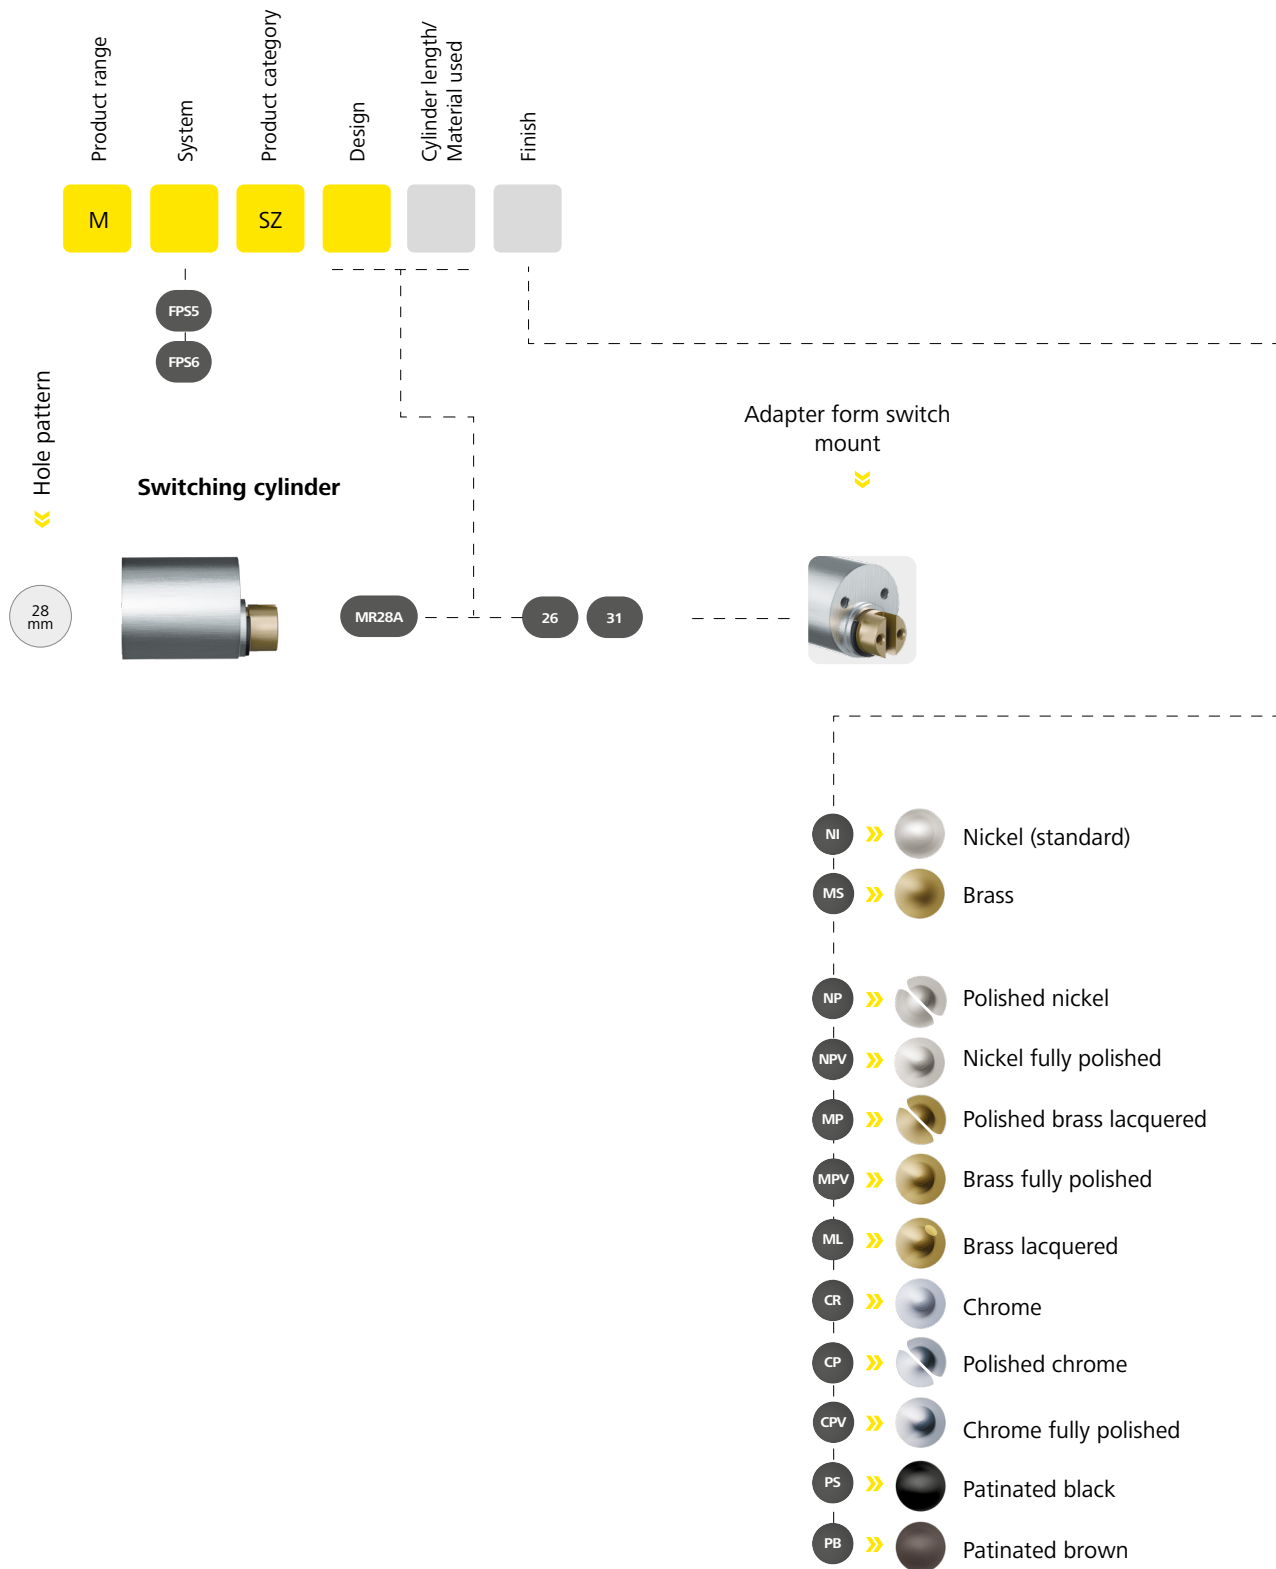 Product range
System
Product category
Design
Cylinder length/
Material used
Finish
M
SZ
FPS5
FPS6
Hole pattern
Adapter form switch
mount
Switching cylinder
28
mm
MR28A
26
31
NI
Nickel (standard)
MS
Brass
NP
Polished nickel
NPV
Nickel fully polished
MP
Polished brass lacquered
MPV
Brass fully polished
ML
Brass lacquered
CR
Chrome
CP
Polished chrome
CPV
Chrome fully polished
PS
Patinated black
PB
Patinated brown